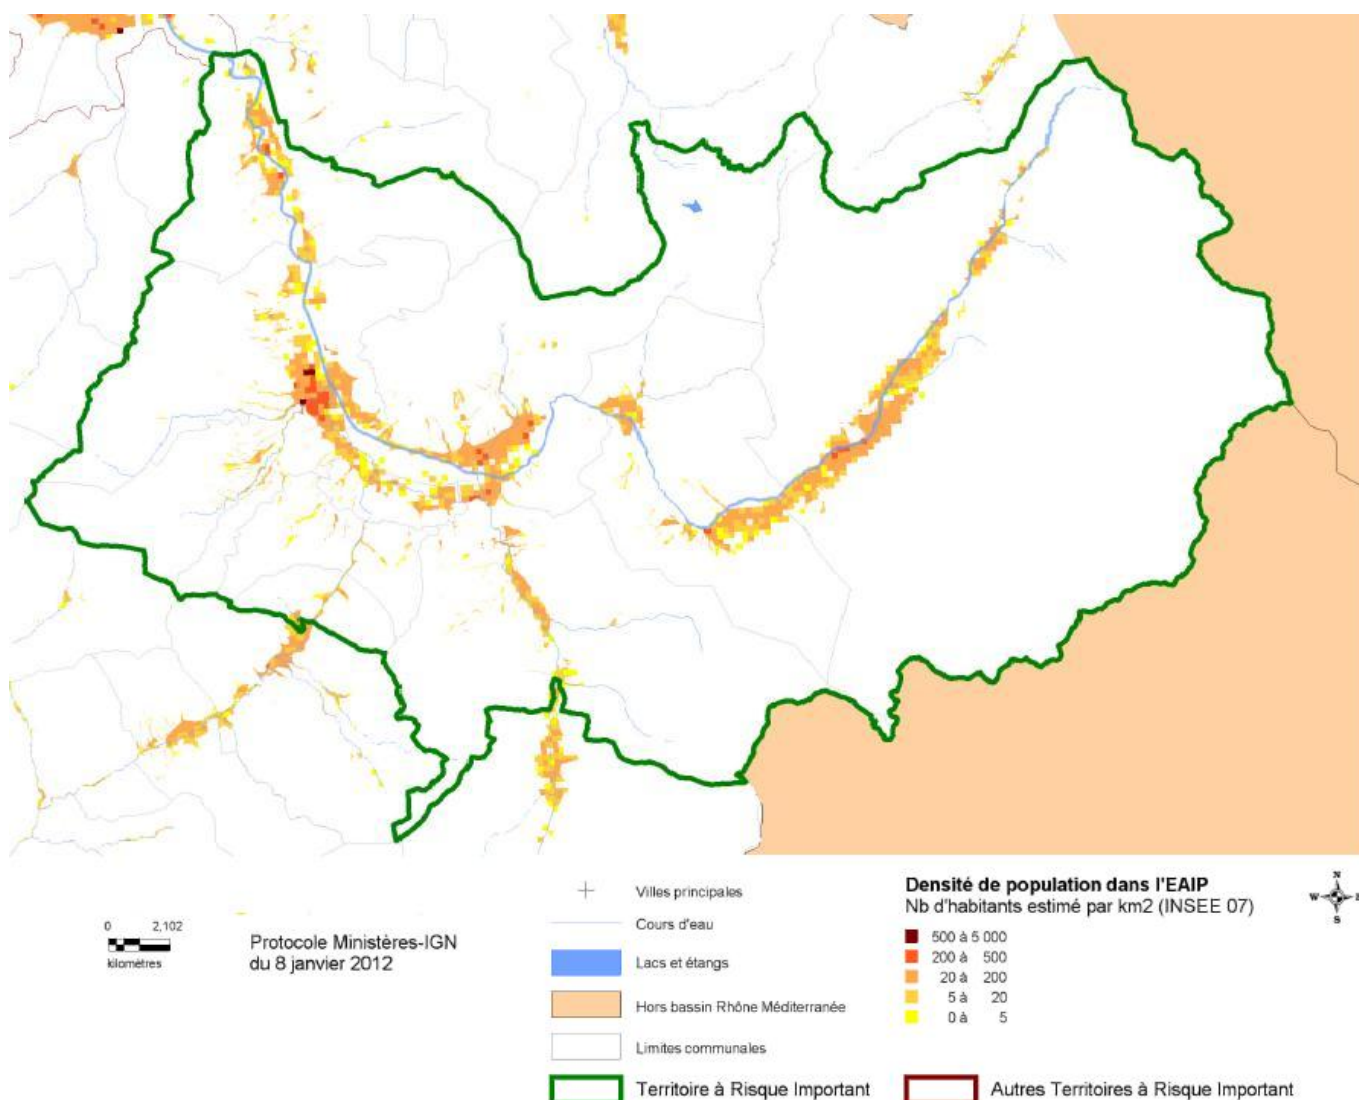 Villes principales
Cours d'eau
Lacs et étangs
Hors bassin Rhône Méditerranée
Limites communales
Territoire à Risque Important
0 2,102
kilomètres
Protocole Ministères-IGN
du 8 janvier 2012
Densité de population dans l'EAIP
Nb d'habitants estimé par km2 (INSEE 07)
500 à 5 000
200 à 500
20 à 200
5 à 20
0 à 5
Autres Territoires à Risque Important
N
W
S